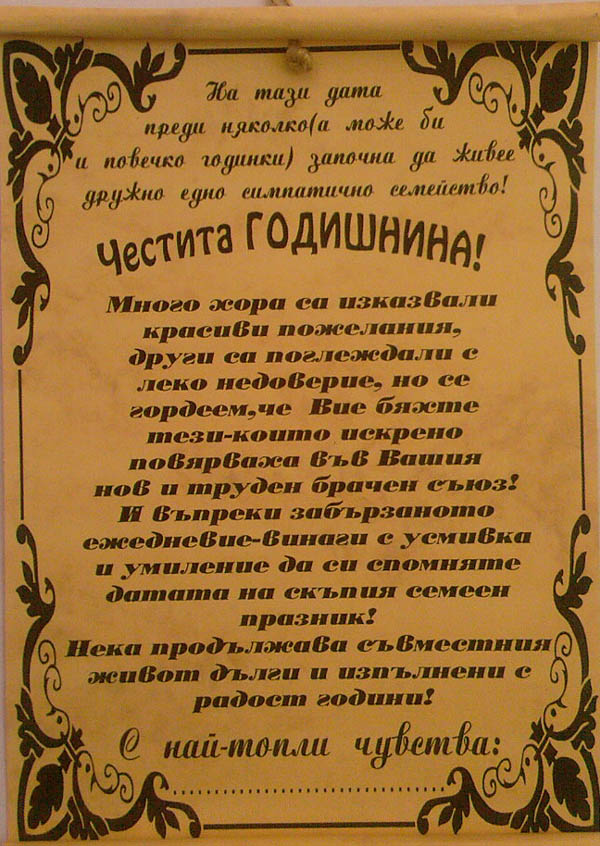 На тази дата
преди няколко(а може би
и повечко годинки) започна да живее
дружно едно симпатично семейство!
Честита ГОДИШНИНА!
Много хора са изказвали
красиви пожелания,
други са поглеждали с
леко недоверие, но се
гордеем,че Вие бяхте
тези-които искрено
повярваха във Вашия
нов и труден брачен съюз!
И въпреки забързаното
ежедневие-винаги с усмивка
и умиление да си спомняте
датата на скъпия семеен
празник!
Нека продължава съвместния
живот дълги и изпълнени с
радост години!
С най-топли чувства: